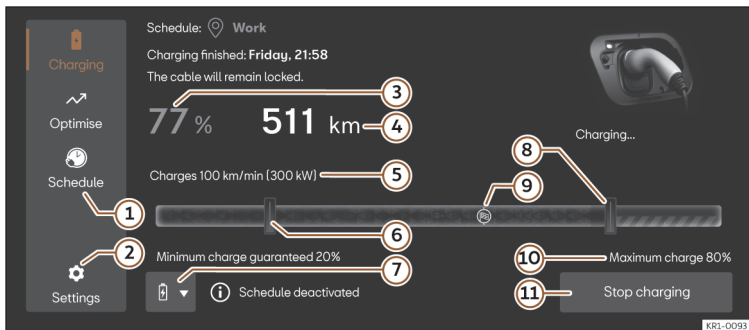 Schedule: Work
Charging
Charging finished: Friday, 21:58
The cable will remain locked.
3
77 %
511 km
4
Optimise
Charging...
8
Schedule
Charges 100 km/min (300 kW)
5
9
1
6
2
Minimum charge guaranteed 20%
10
Maximum charge 80%
7
Settings
Schedule deactivated
11
Stop charging
KR1-0093